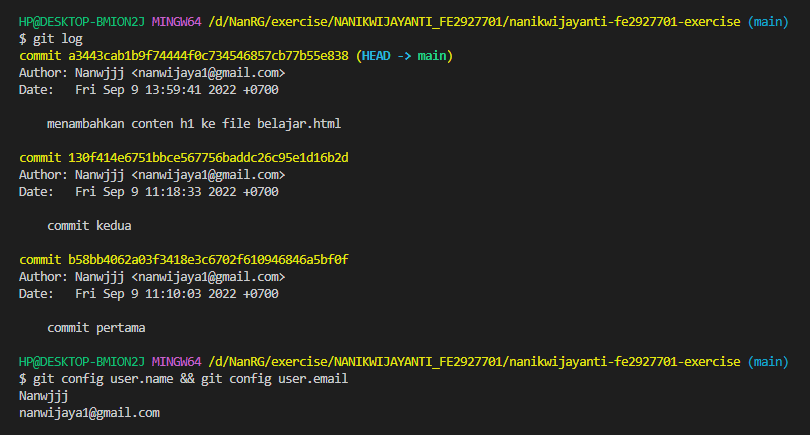 HP@DESKTOP-BMION2J MINGW64 /d/NanRG/exercise/NANIKWIJAYANTI_FE2927701/nanikwijayanti-fe2927701-exercise (main)
$ git log
commit a3443cab1b9f74444f0c734546857cb77b55e838 (HEAD -> main)
Author: Nanwjjj <nanwijaya1@gmail.com>
Date:   Fri Sep 9 13:59:41 2022 +0700
    menambahkan conten h1 ke file belajar.html
commit 130f414e6751bbce567756baddc26c95e1d16b2d
Author: Nanwjjj <nanwijaya1@gmail.com>
Date:   Fri Sep 9 11:18:33 2022 +0700
    commit kedua
commit b58bb4062a03f3418e3c6702f610946846a5bf0f
Author: Nanwjjj <nanwijaya1@gmail.com>
Date:   Fri Sep 9 11:10:03 2022 +0700
    commit pertama
HP@DESKTOP-BMION2J MINGW64 /d/NanRG/exercise/NANIKWIJAYANTI_FE2927701/nanikwijayanti-fe2927701-exercise (main)
$ git config user.name && git config user.email
Nanwjjj
nanwijaya1@gmail.com